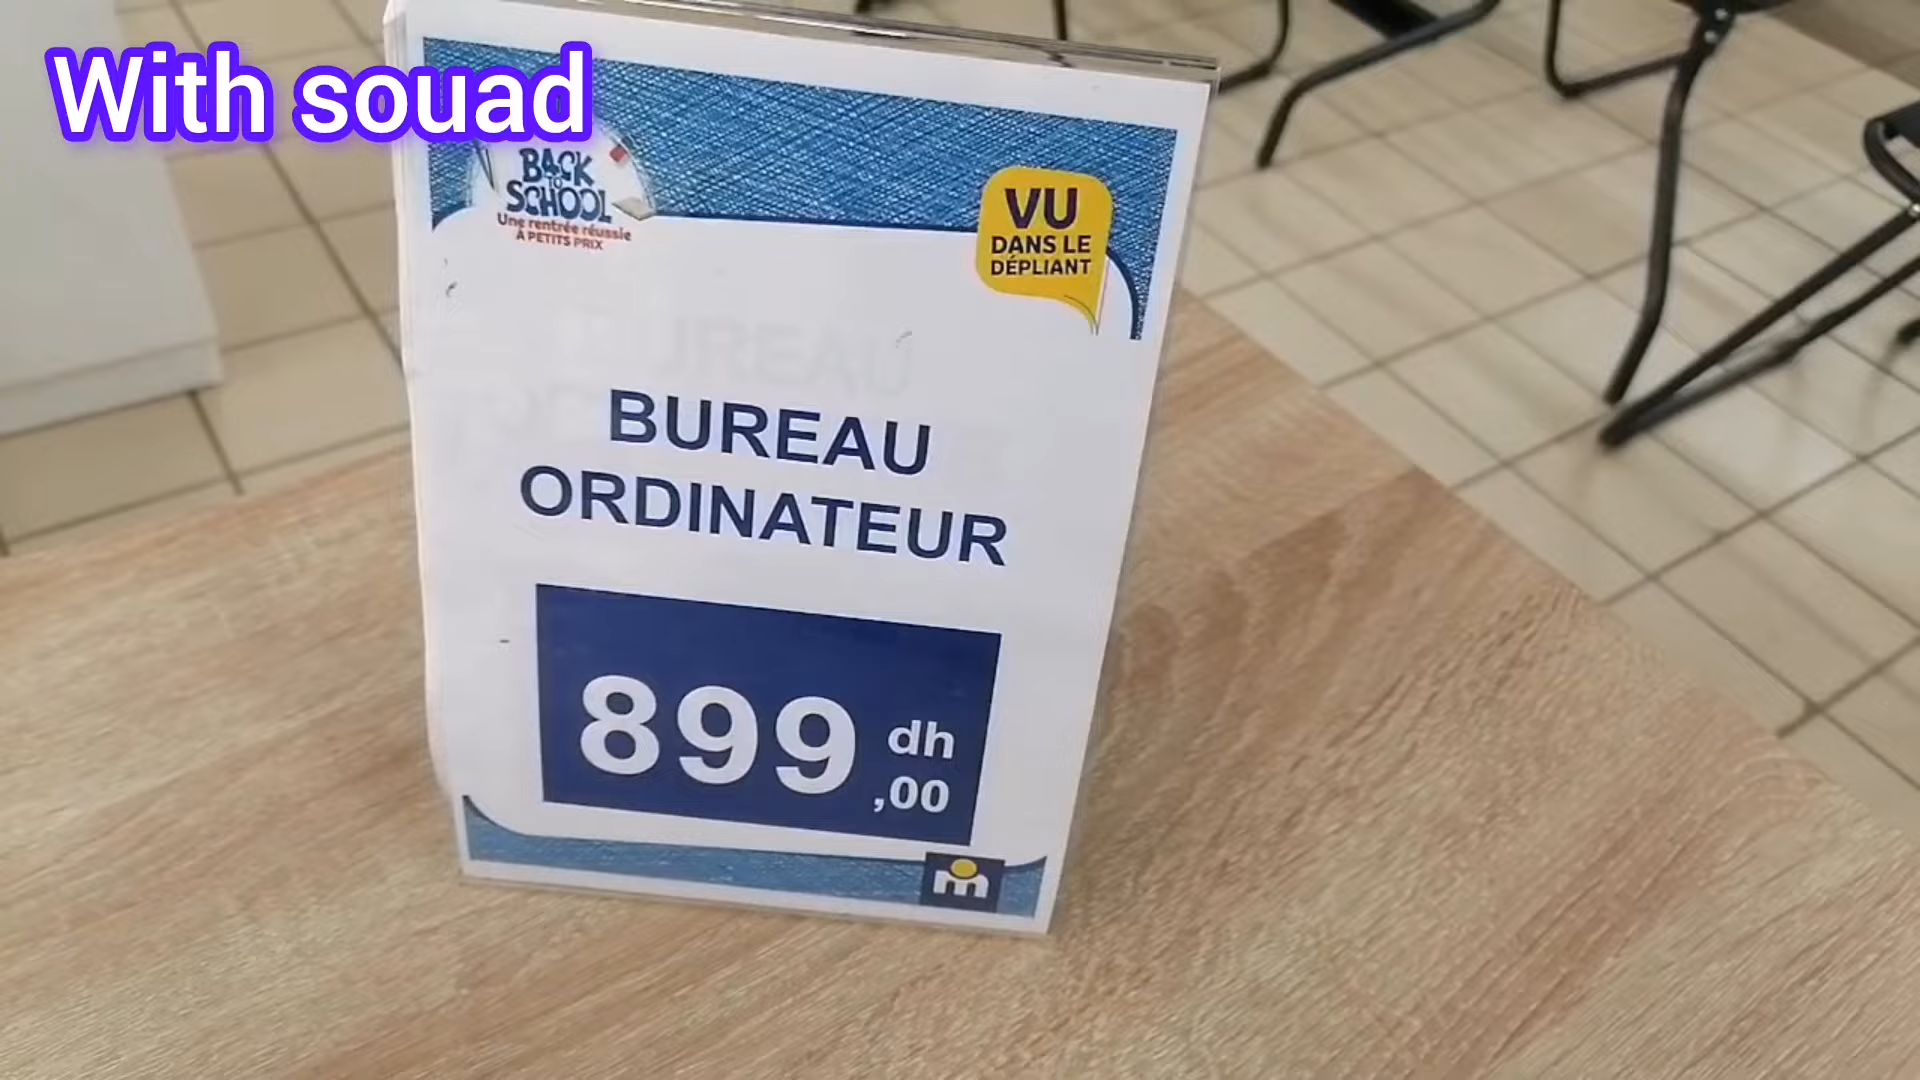 With souad
BACK
TO
SCHOOL
Une rentrée réussie
À PETITS PRIX
VU
DANS LE
DÉPLIANT
BUREAU
ORDINATEUR
899 dh
,00
m